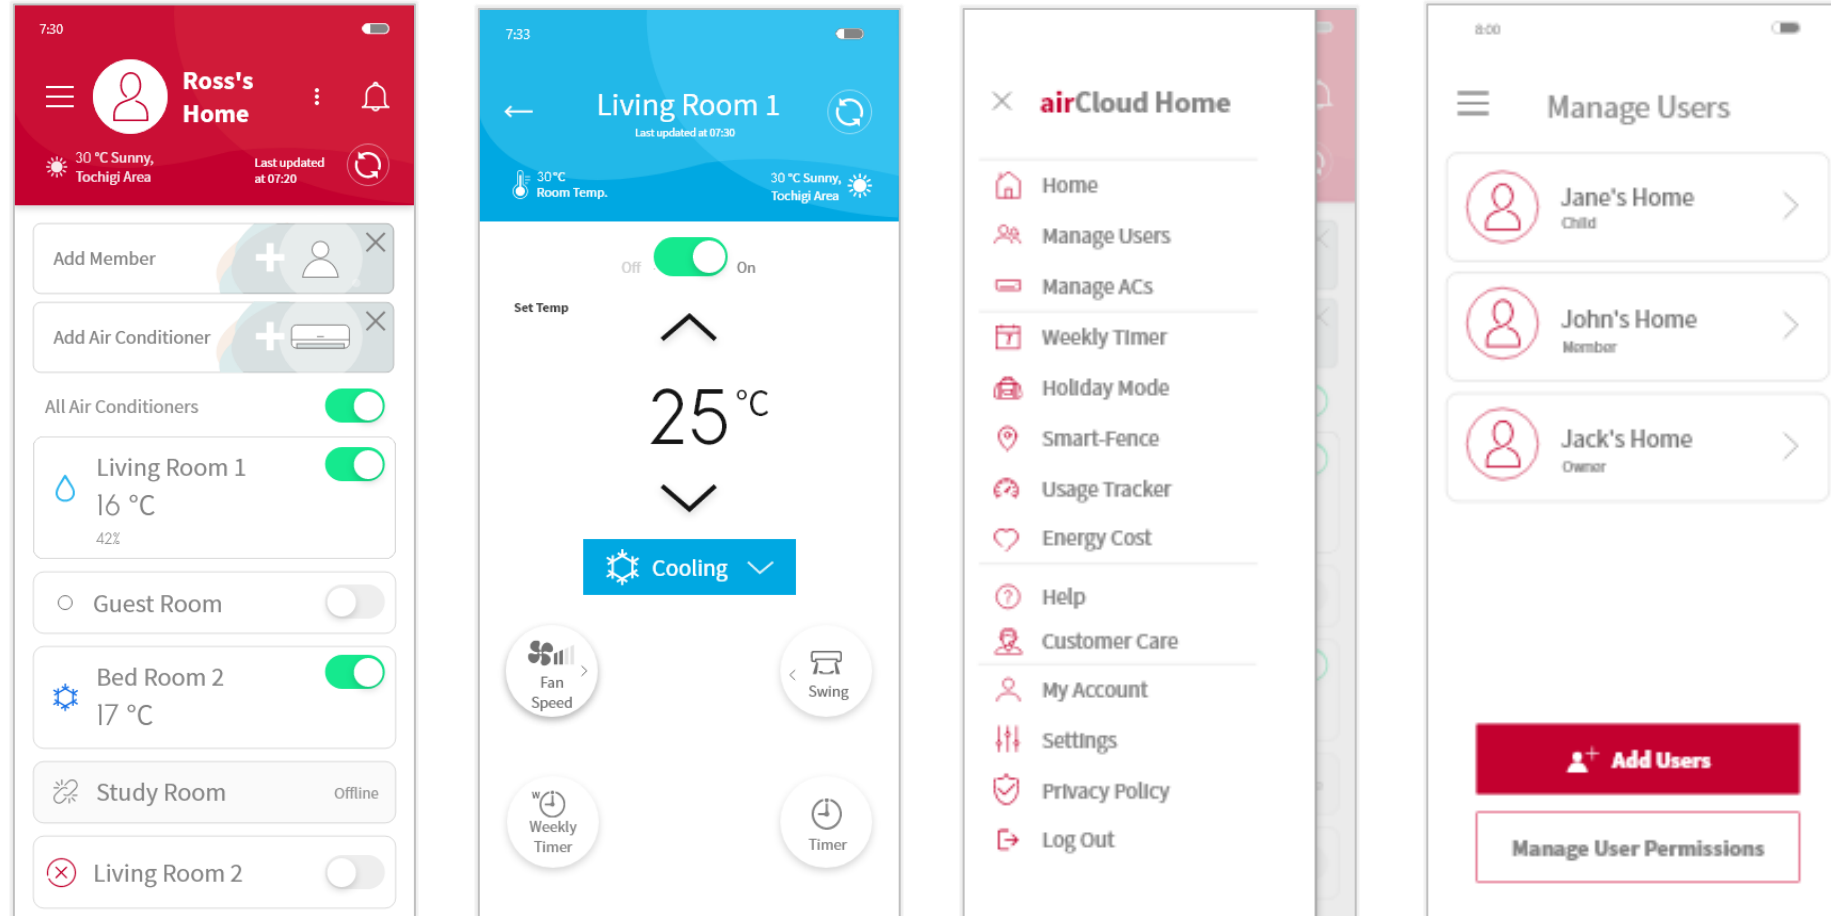 7:30
Ross's
Home
30 °C Sunny,
Tochigi Area
Last updated
at 07:20
Add Member
Add Air Conditioner
All Air Conditioners
Living Room 1
16 °C
42%
Guest Room
Bed Room 2
17 °C
Study Room
Offline
Living Room 2
7:33
Living Room 1
Last updated at 07:30
30°C
Room Temp.
30 °C Sunny,
Tochigi Area
Off
On
Set Temp
25 °C
Cooling
Fan
Speed
Swing
W
Weekly
Timer
Timer
airCloud Home
Home
Manage Users
Manage ACs
7
Weekly Timer
Holiday Mode
Smart-Fence
Usage Tracker
Energy Cost
Help
Customer Care
My Account
Settings
Privacy Policy
Log Out
8:00
Manage Users
Jane's Home
Child
John's Home
Member
Jack's Home
Owner
Add Users
Manage User Permissions